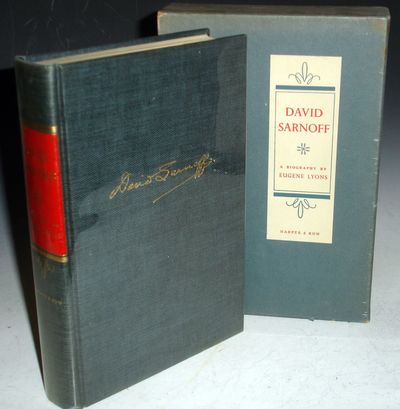 David Sarnoff
DAVID
SARNOFF
A BIOGRAPHY BY
EUGENE LYONS
HARPER & ROW